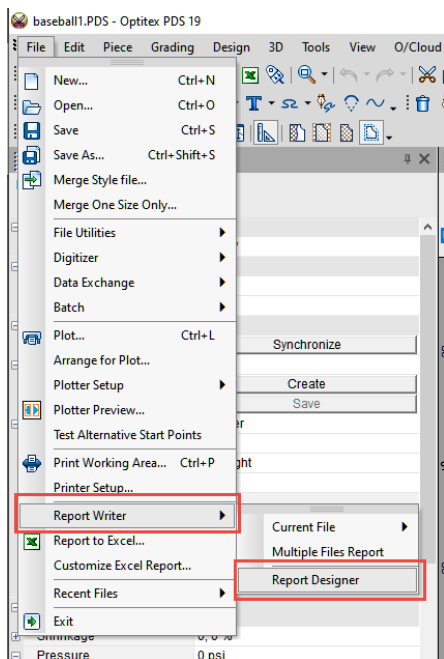 baseball1.PDS - Optitex PDS 19
File Edit Piece Grading Design 3D Tools View O/Cloud
New... Ctrl+N
Open... Ctrl+O
Save Ctrl+S
Save As... Ctrl+Shift+S
Merge Style file...
Merge One Size Only...
File Utilities
Digitizer
Data Exchange
Batch
Plot... Ctrl+L
Synchronize
Arrange for Plot...
Plotter Setup
Create
Plotter Preview...
Save
Test Alternative Start Points
Print Working Area... Ctrl+P
Printer Setup...
Report Writer
Current File
Report to Excel...
Multiple Files Report
Customize Excel Report...
Report Designer
Recent Files
Exit
Shrinkage 0, 0 %
Pressure 0 psi